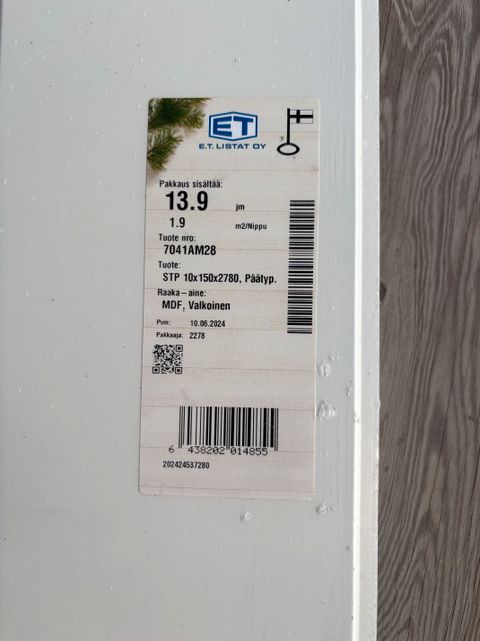 ET
E.T. LISTAT OY
Pakkaus sisältää:
13.9 jm
1.9 m2/Nippu
Tuote nro:
7041AM28
Tuote:
STP 10x150x2780, Päätyp.
Raaka-aine:
MDF, Valkoinen
Pvm: 10.06.2024
Pakkaaja: 2278
6 438202 014855
202424537280